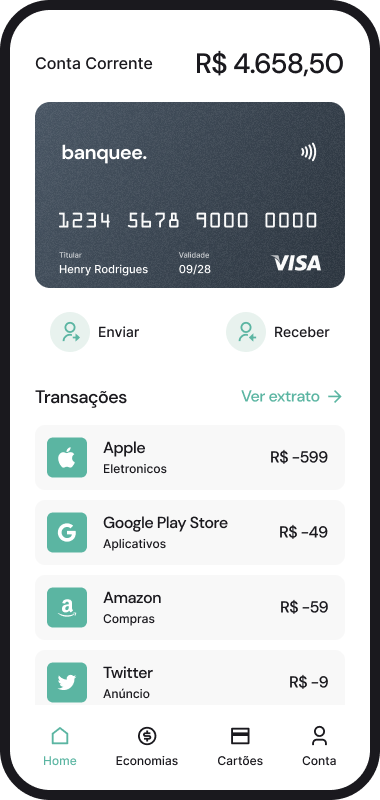 Conta Corrente R$ 4.658,50
banquee.
1234 5678 9000 0000
Titular Validade
Henry Rodrigues 09/28 VISA
Enviar Receber
Transações Ver extrato
Apple
Eletronicos
R$ -599
Google Play Store
Aplicativos
R$ -49
Amazon
Compras
R$ -59
Twitter
Anúncio
R$ -9
Home Economias Cartões Conta